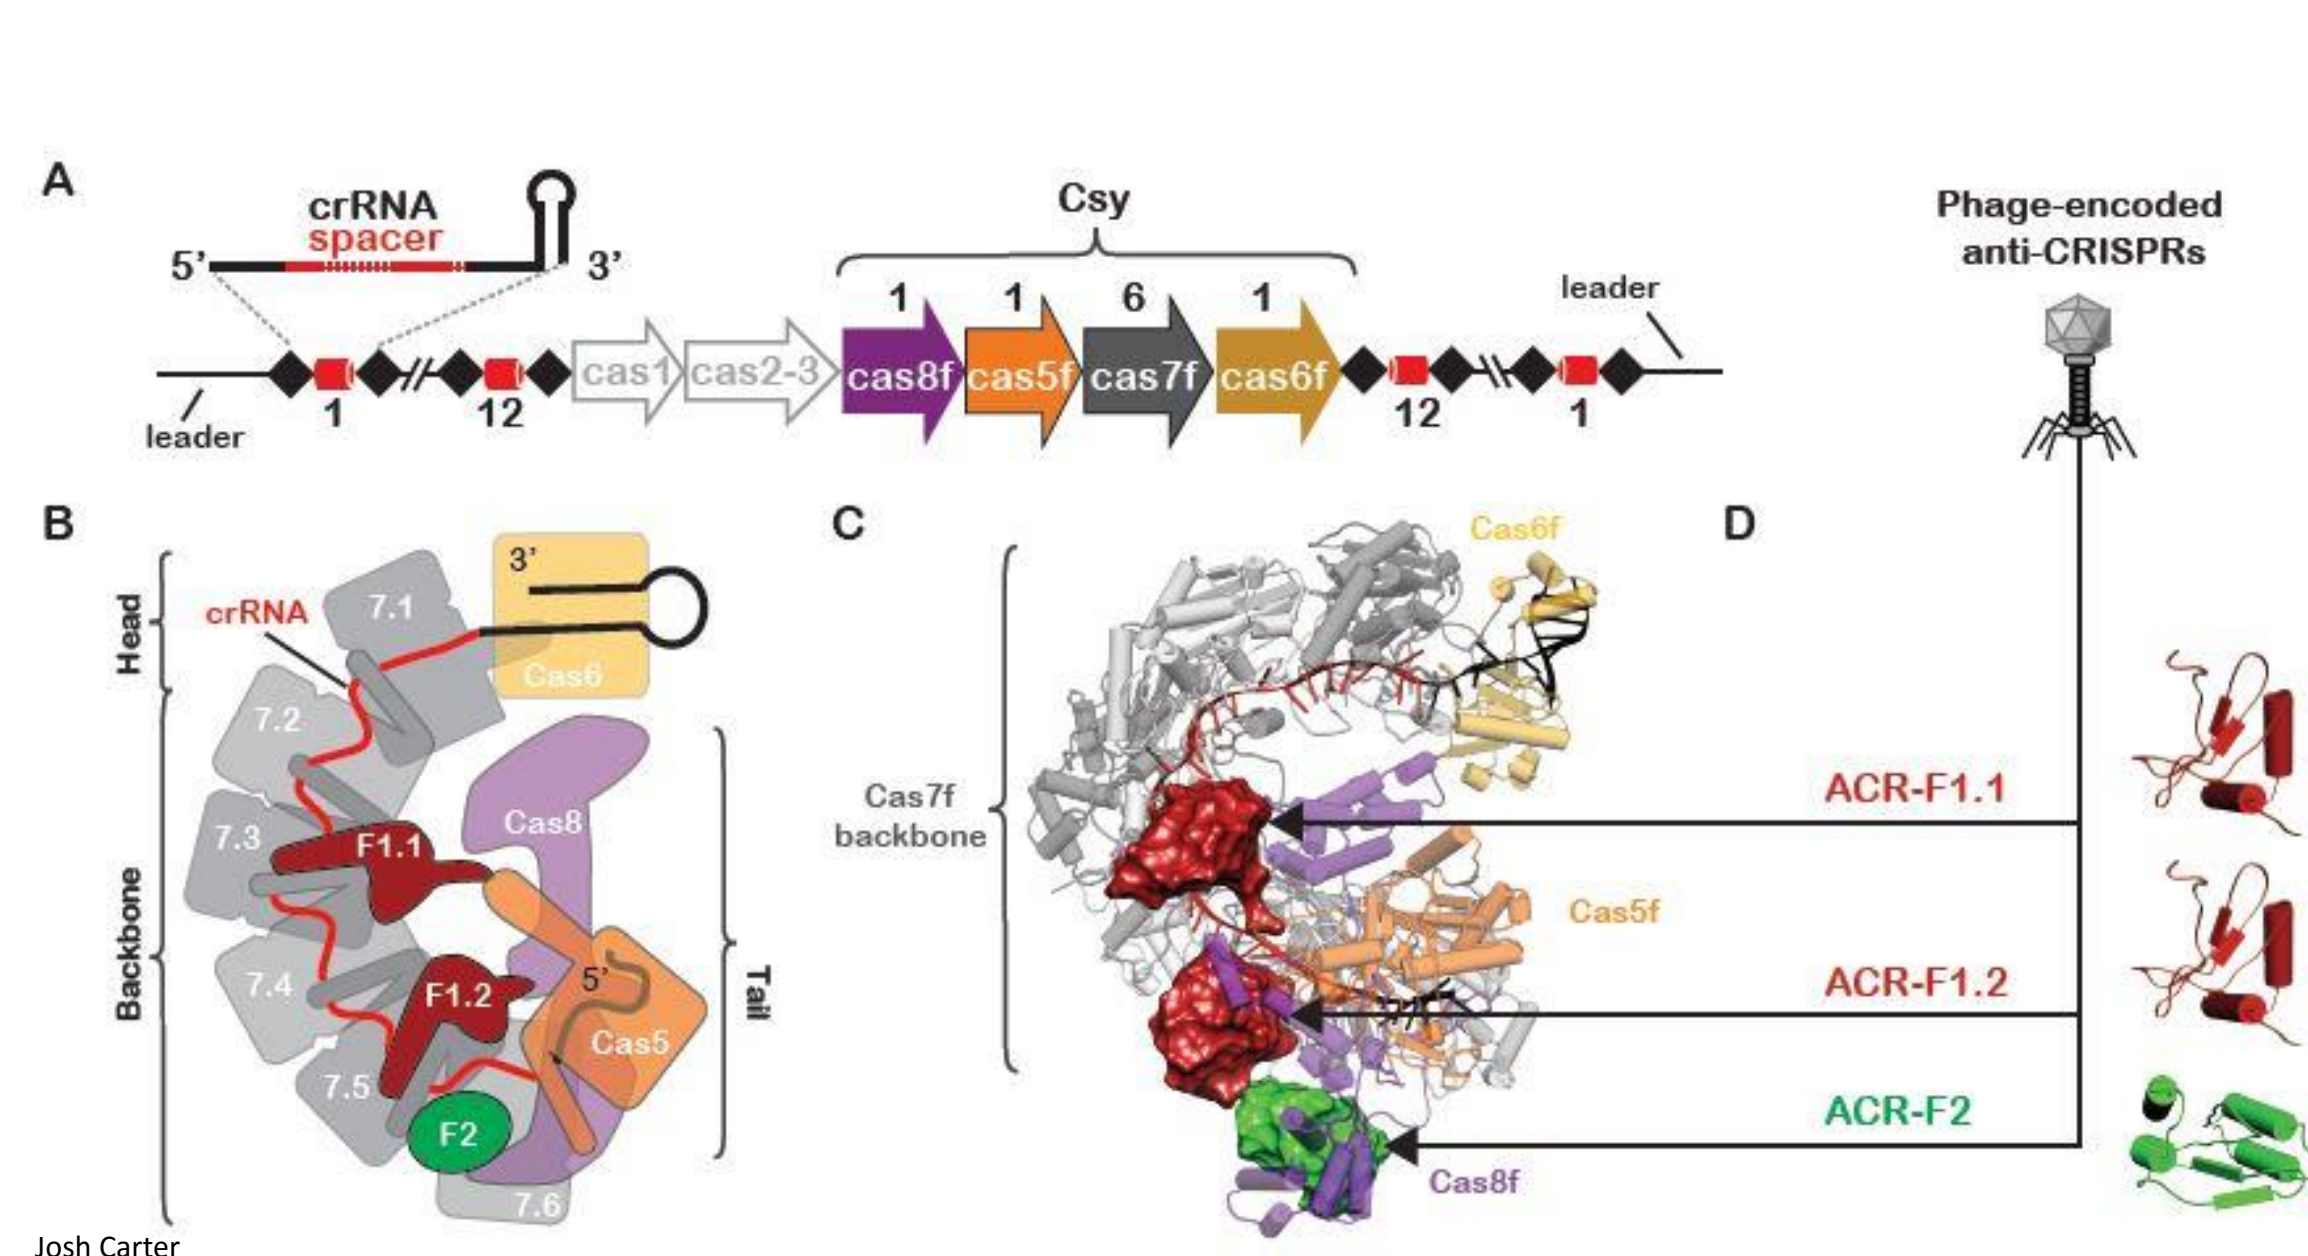 A
crRNA
spacer
5’
3’
Csy
1 1 6 1
leader
cas1 cas2-3 cas8f cas5f cas7f cas6f
1 12 12 1
leader
Phage-encoded
anti-CRISPRs
B
Head
Backbone
Tail
crRNA
3’
7.1
Cas6
7.2
Cas8
7.3
F1.1
7.4
F1.2
5’
Cas5
7.5
F2
7.6
C
Cas6f
Cas7f
backbone
Cas5f
Cas8f
D
ACR-F1.1
ACR-F1.2
ACR-F2
Josh Carter